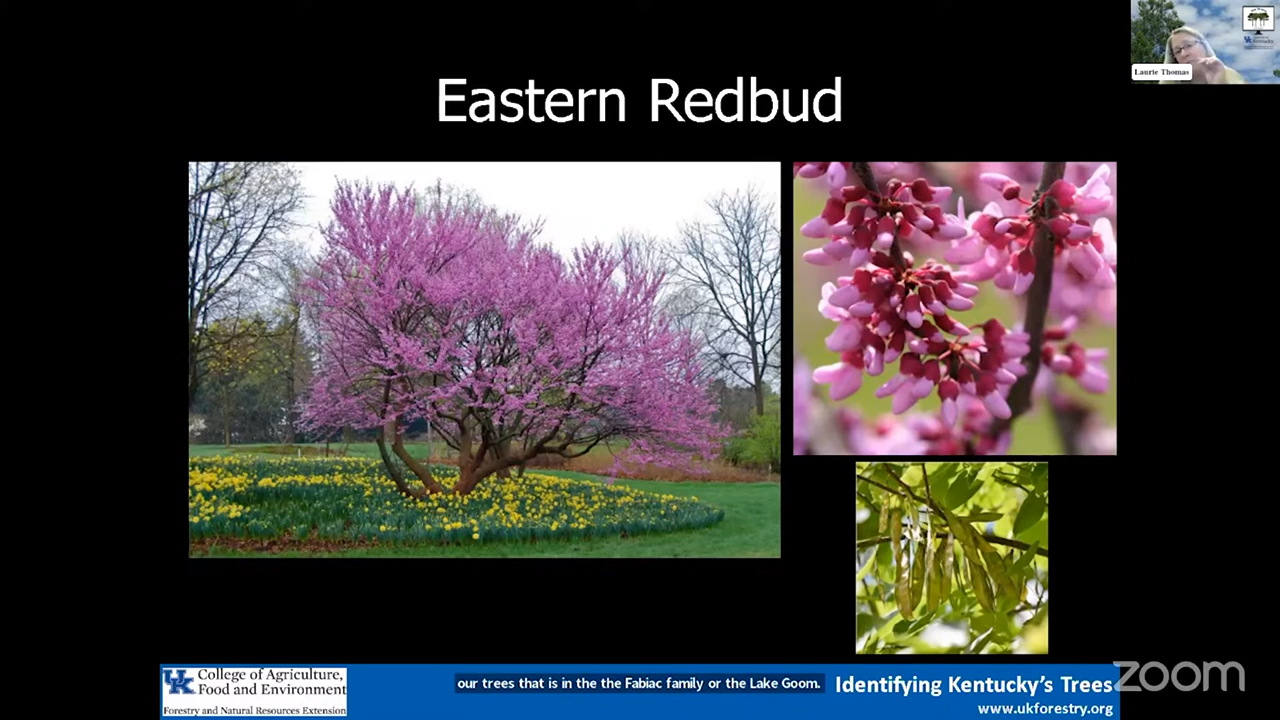 Laurie Thomas
Eastern Redbud
UK College of Agriculture,
Food and Environment
Forestry and Natural Resources Extension
our trees that is in the the Fabiac family or the Lake Goom.
Identifying Kentucky's Trees
www.ukforestry.org
zoom